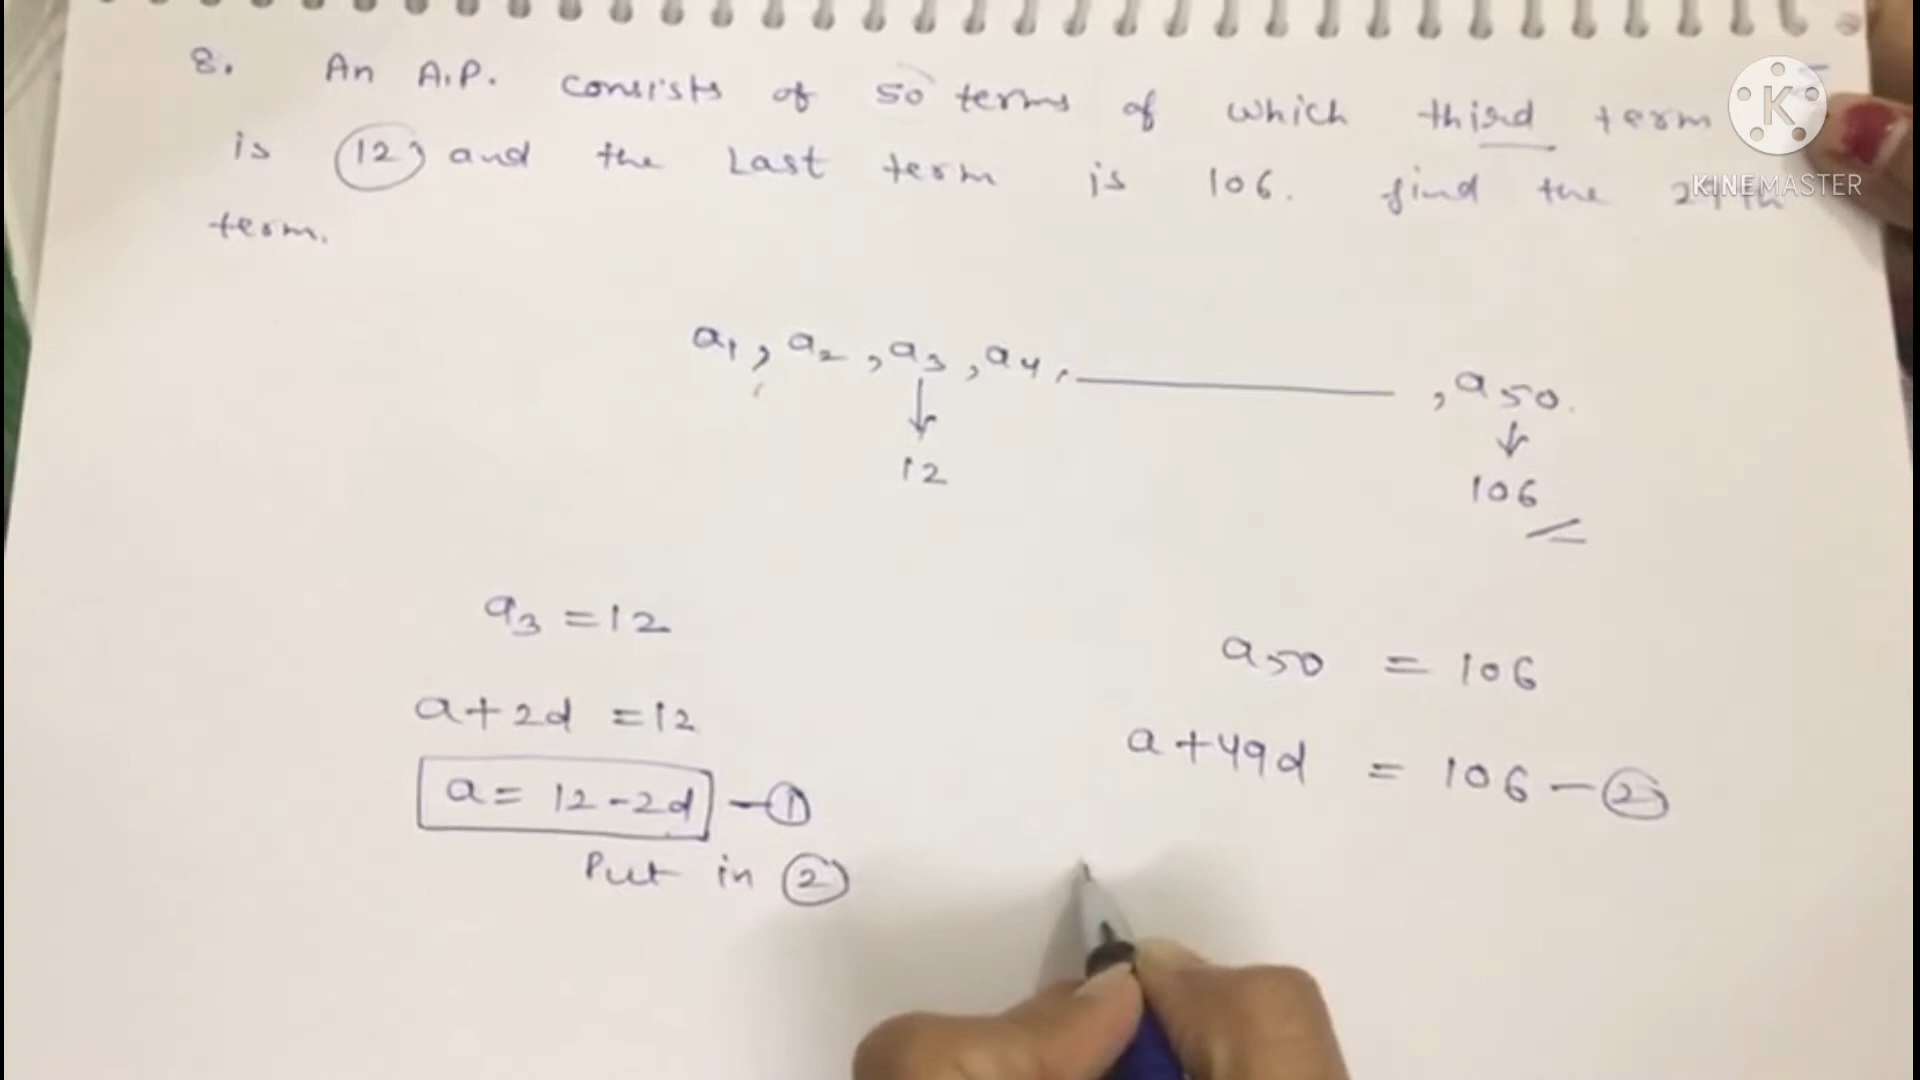 8. An A.P. consists of 50 terms of which third term
is 12 and the Last term is 106. find the 29th
term.
K
KINEMASTER
a1, a2, a3, a4, , a50.
12
106
a3 = 12
a50 = 106
a+2d = 12
a+49d = 106 - 2
a = 12-2d - 1
Put in 2